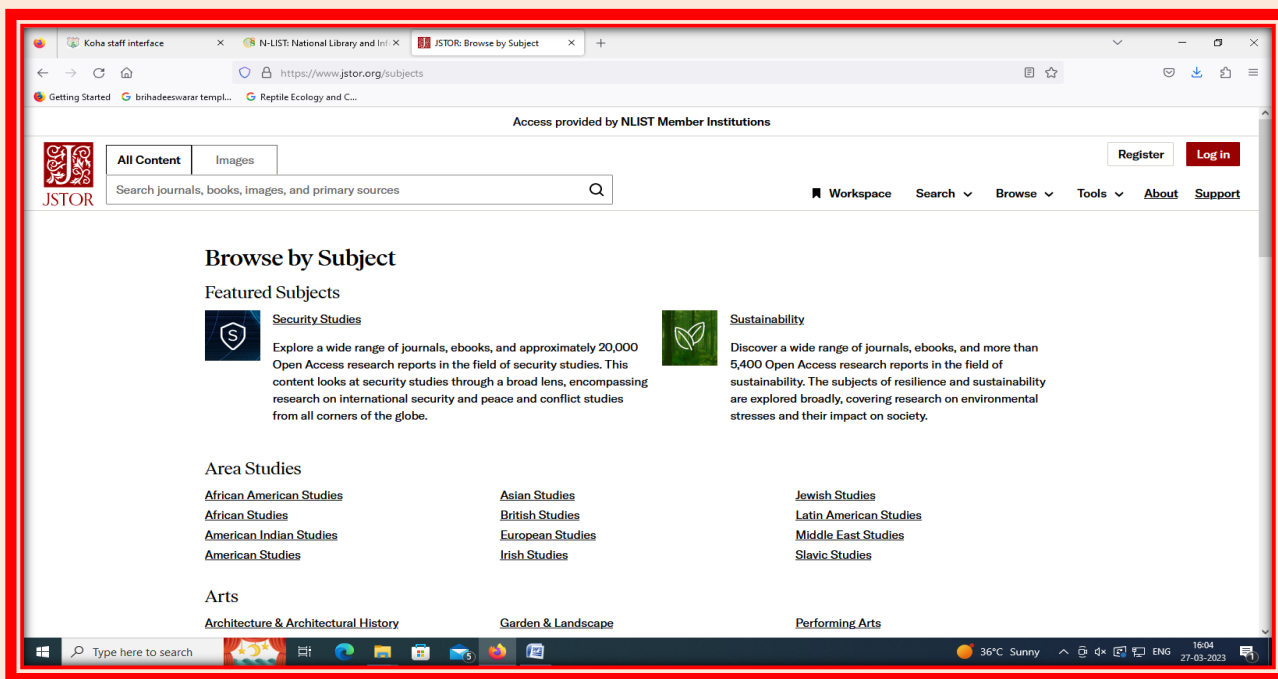 Koha staff interface
N-LIST: National Library and Inf
JSTOR: Browse by Subject
https://www.jstor.org/subjects
Getting Started
brihadeeswarar templ...
Reptile Ecology and C...
Access provided by NLIST Member Institutions
JSTOR
All Content
Images
Register
Log in
Search journals, books, images, and primary sources
Workspace
Search
Browse
Tools
About
Support
Browse by Subject
Featured Subjects
S
Security Studies
Explore a wide range of journals, ebooks, and approximately 20,000
Open Access research reports in the field of security studies. This
content looks at security studies through a broad lens, encompassing
research on international security and peace and conflict studies
from all corners of the globe.
Sustainability
Discover a wide range of journals, ebooks, and more than
5,400 Open Access research reports in the field of
sustainability. The subjects of resilience and sustainability
are explored broadly, covering research on environmental
stresses and their impact on society.
Area Studies
African American Studies
African Studies
American Indian Studies
American Studies
Asian Studies
British Studies
European Studies
Irish Studies
Jewish Studies
Latin American Studies
Middle East Studies
Slavic Studies
Arts
Architecture & Architectural History
Garden & Landscape
Performing Arts
Type here to search
5
36°C Sunny
ENG
16:04
27-03-2023
1